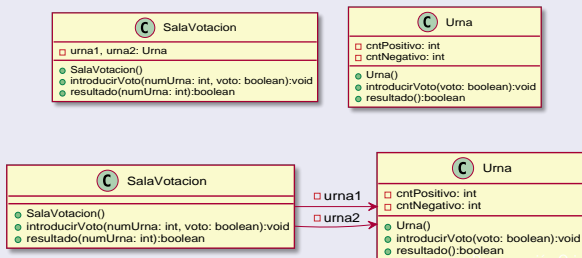 C SalaVotacion
urna1, urna2: Urna
SalaVotacion()
introducirVoto(numUrna: int, voto: boolean):void
resultado(numUrna: int):boolean
C Urna
cntPositivo: int
cntNegativo: int
Urna()
introducirVoto(voto: boolean):void
resultado():boolean
C SalaVotacion
SalaVotacion()
introducirVoto(numUrna: int, voto: boolean):void
resultado(numUrna: int):boolean
urna1
urna2
C Urna
cntPositivo: int
cntNegativo: int
Urna()
introducirVoto(voto: boolean):void
resultado():boolean